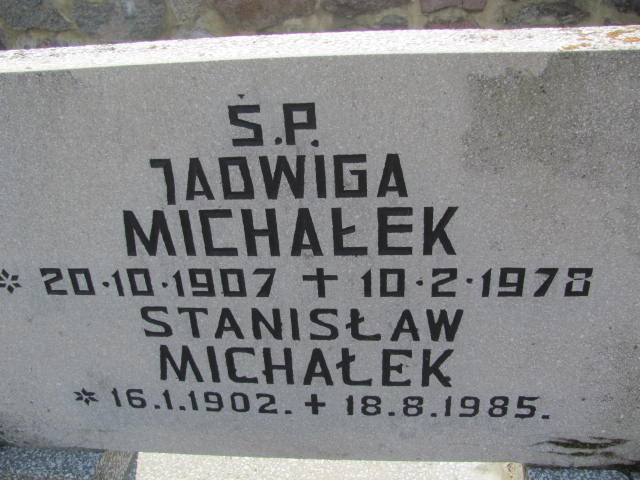 Ś.P.
JADWIGA
MICHAŁEK
* 20·10·1907 + 10·2·1978
STANISŁAW
MICHAŁEK
* 16.1.1902. + 18.8.1985.